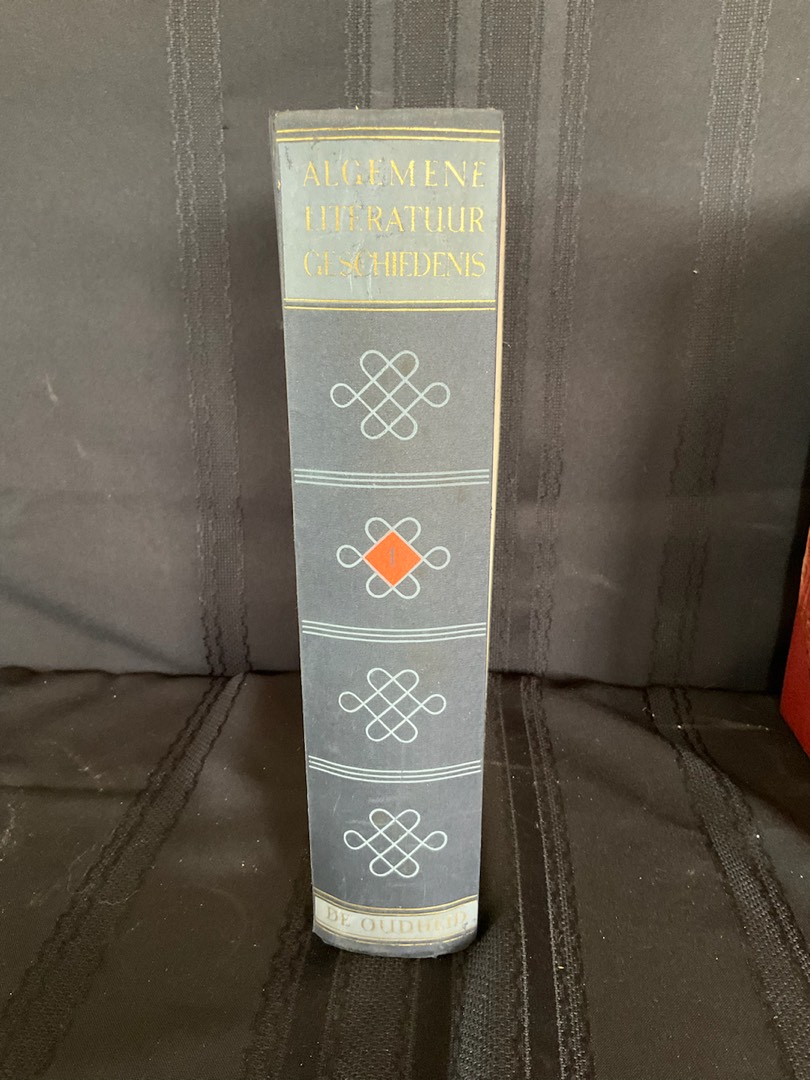 ALGEMENE
LITERATUUR
GESCHIEDENIS
I
DE OUDHEID